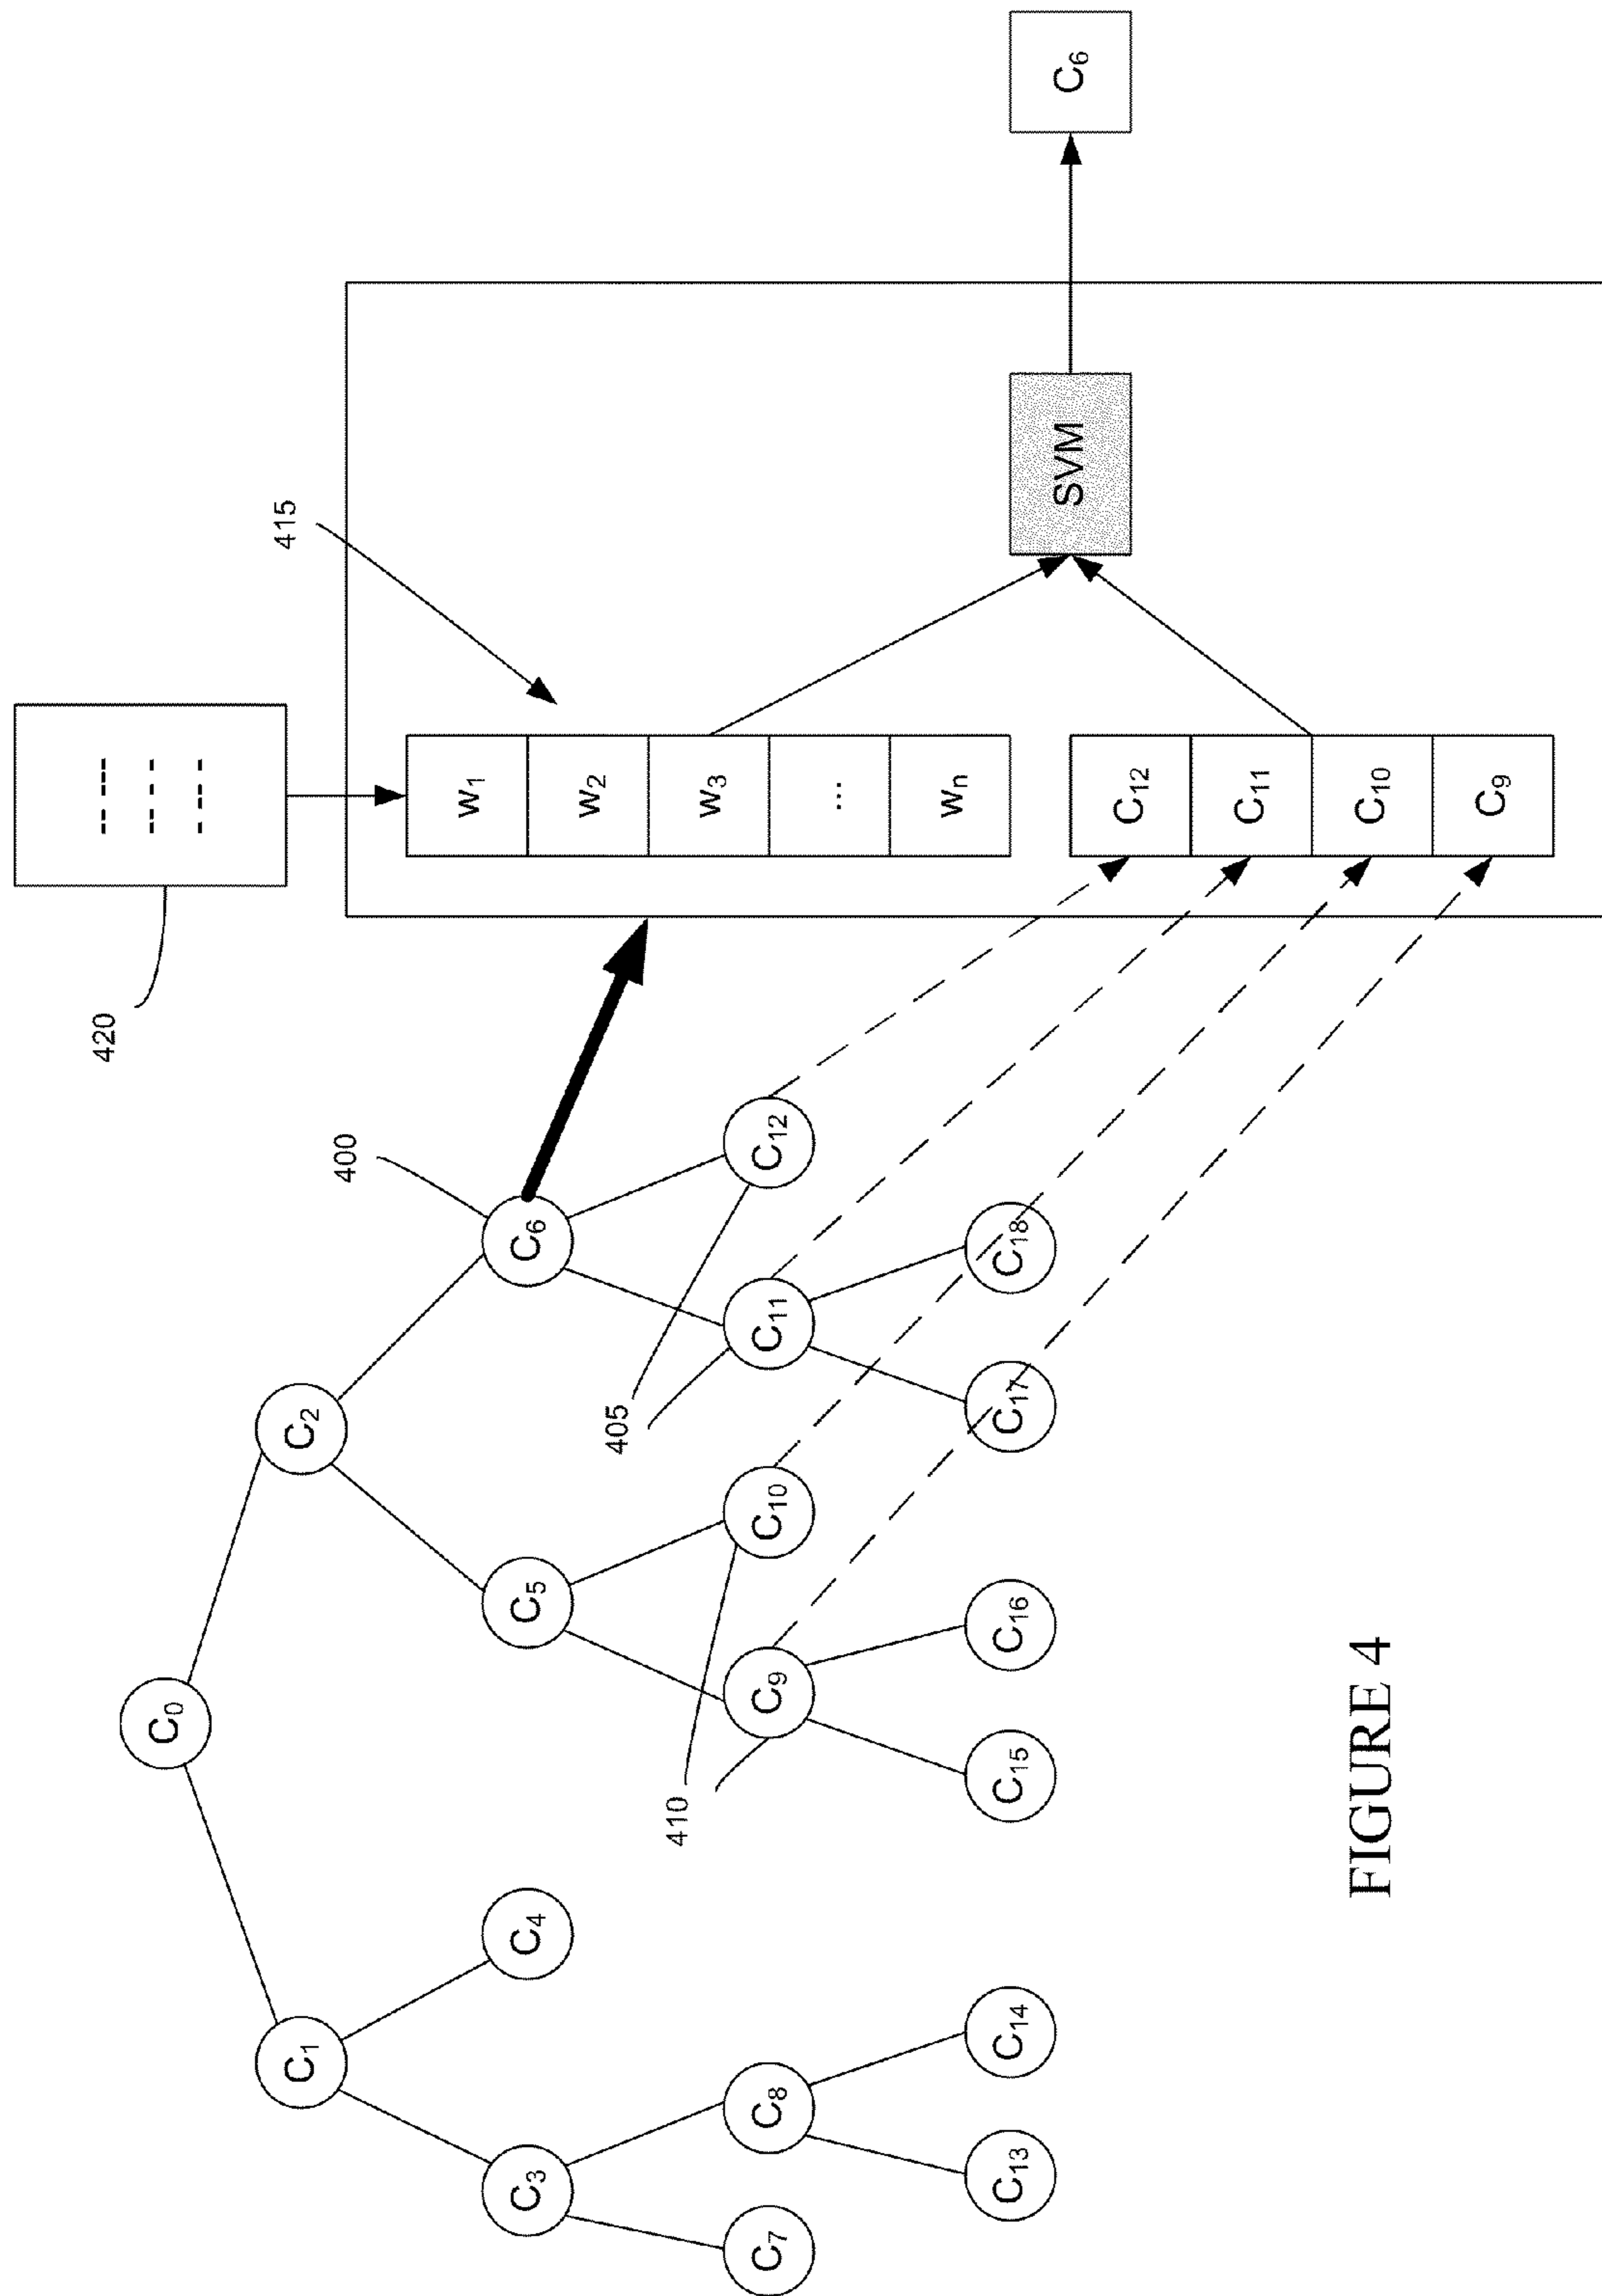 420
-- ---
-- - -
- --- -
415
w1
w2
w3
...
wn
C12
C11
C10
C9
SVM
C6
C0
C1
C2
C3
C4
C5
C6
400
C7
C8
C9
C10
C11
C12
410
405
C13
C14
C15
C16
C17
C18
FIGURE 4